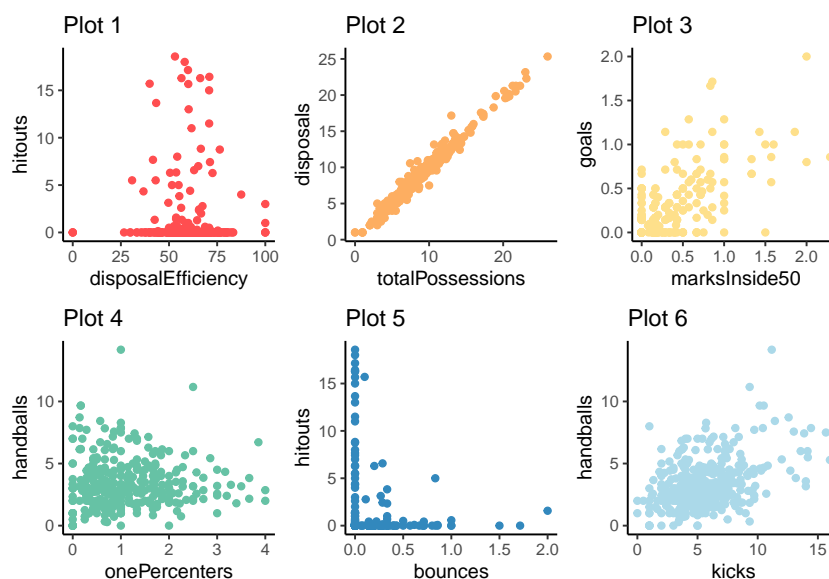 Plot 1
Plot 2
Plot 3
hitouts
15
10
5
0
0
25
50
75
100
disposalEfficiency
disposals
25
20
15
10
5
0
0
10
20
totalPossessions
goals
2.0
1.5
1.0
0.5
0.0
0.0
0.5
1.0
1.5
2.0
marksInside50
Plot 4
Plot 5
Plot 6
handballs
10
5
0
0
1
2
3
4
onePercenters
hitouts
15
10
5
0
0.0
0.5
1.0
1.5
2.0
bounces
handballs
10
5
0
0
5
10
15
kicks